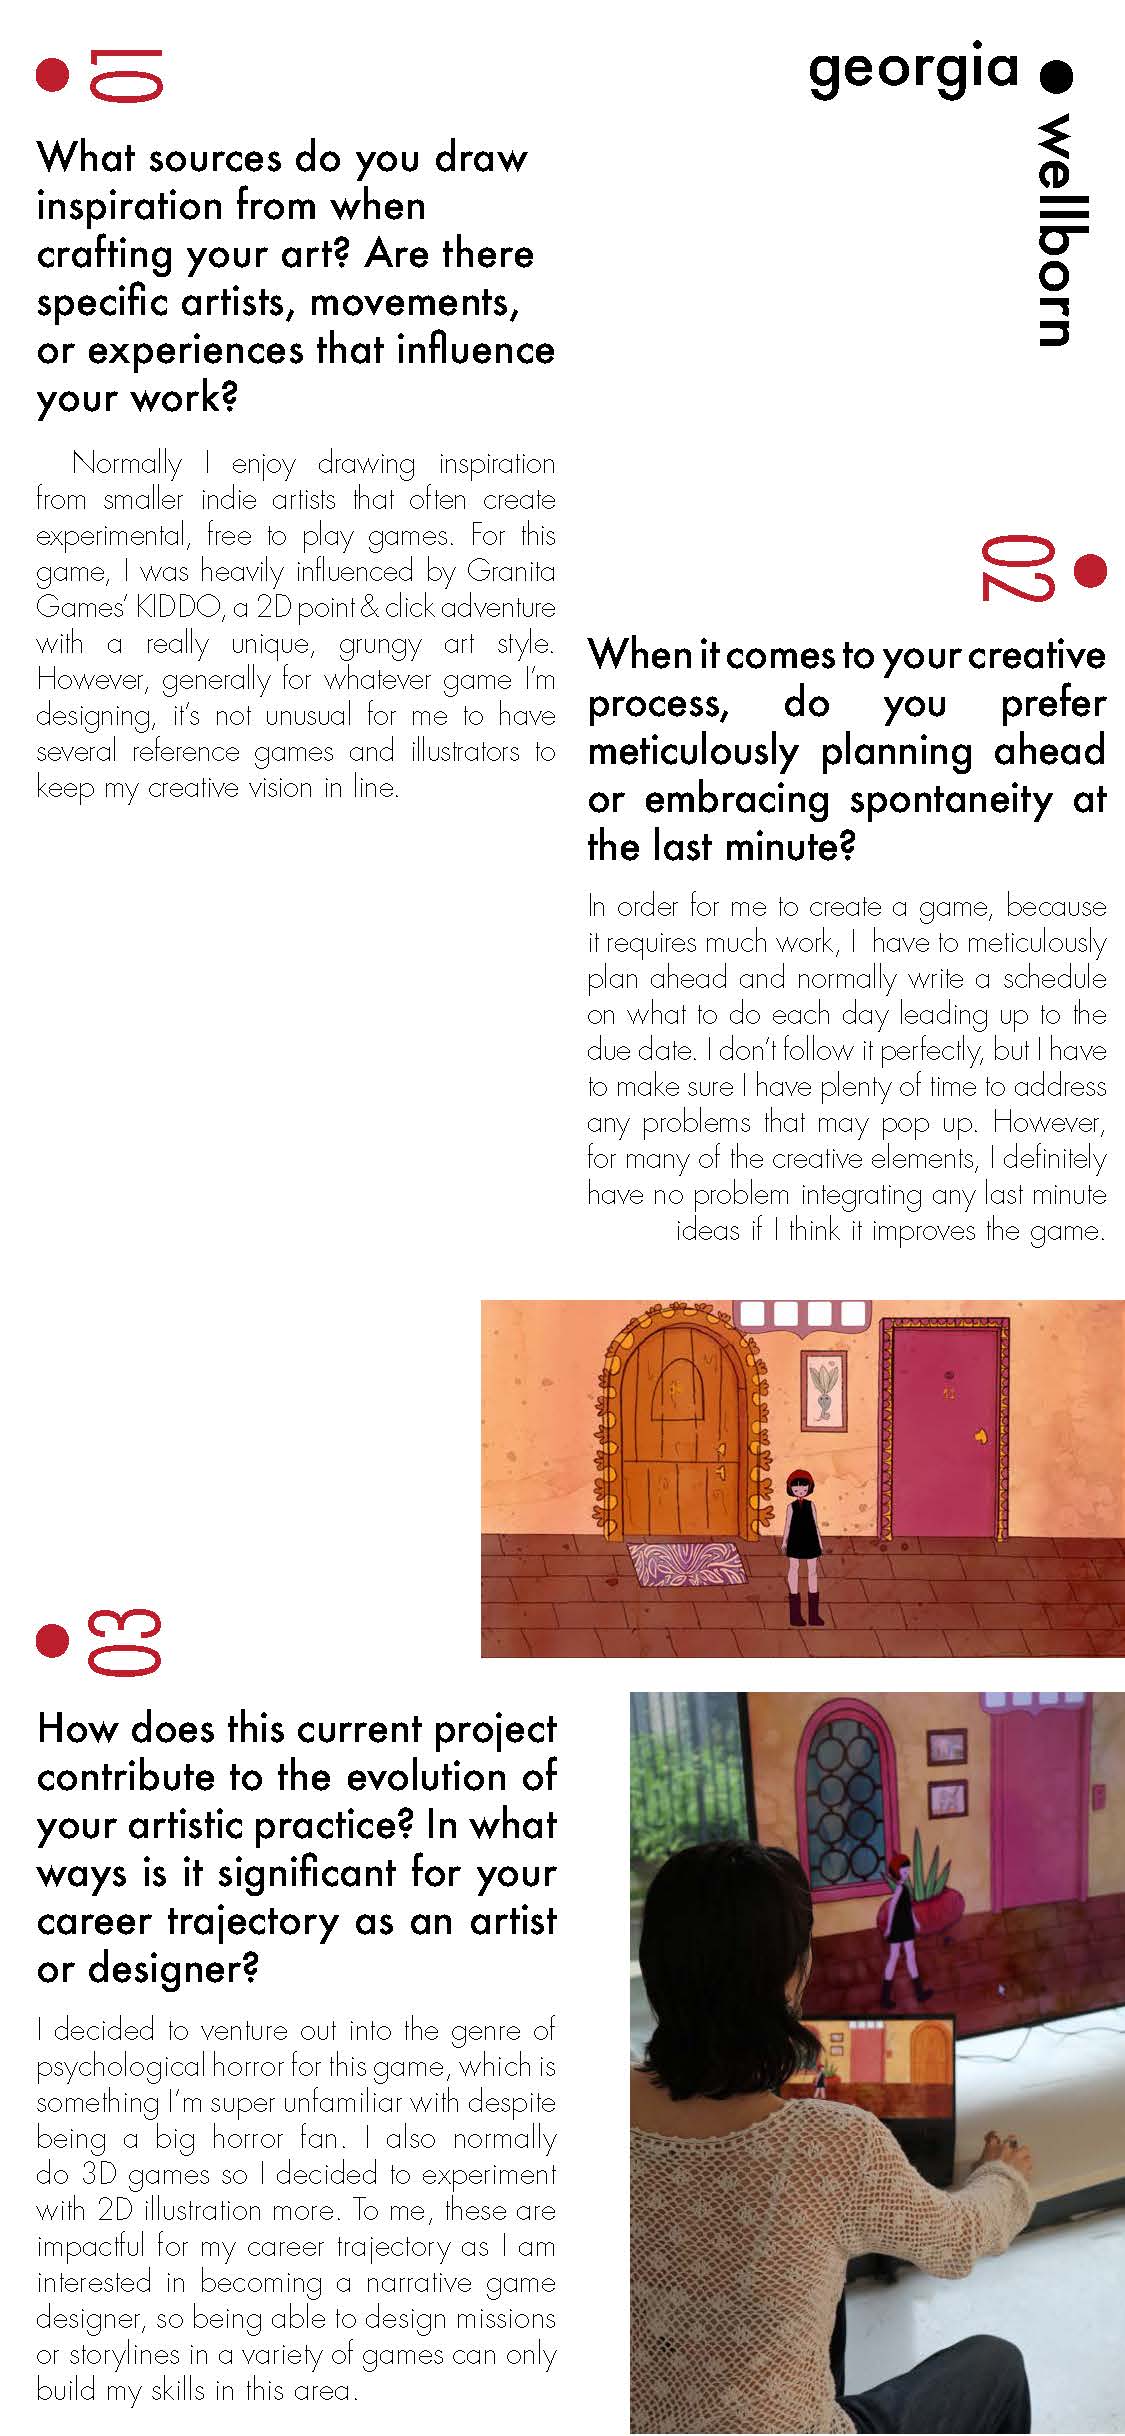 01
georgia
wellborn
What sources do you draw
inspiration from when
crafting your art? Are there
specific artists, movements,
or experiences that influence
your work?
Normally I enjoy drawing inspiration
from smaller indie artists that often create
experimental, free to play games. For this
game, I was heavily influenced by Granita
Games' KIDDO, a 2D point & click adventure
with a really unique, grungy art style.
However, generally for whatever game I'm
designing, it's not unusual for me to have
several reference games and illustrators to
keep my creative vision in line.
02
When it comes to your creative
process, do you prefer
meticulously planning ahead
or embracing spontaneity at
the last minute?
In order for me to create a game, because
it requires much work, I have to meticulously
plan ahead and normally write a schedule
on what to do each day leading up to the
due date. I don't follow it perfectly, but I have
to make sure I have plenty of time to address
any problems that may pop up. However,
for many of the creative elements, I definitely
have no problem integrating any last minute
ideas if I think it improves the game.
03
How does this current project
contribute to the evolution of
your artistic practice? In what
ways is it significant for your
career trajectory as an artist
or designer?
I decided to venture out into the genre of
psychological horror for this game, which is
something I'm super unfamiliar with despite
being a big horror fan. I also normally
do 3D games so I decided to experiment
with 2D illustration more. To me, these are
impactful for my career trajectory as I am
interested in becoming a narrative game
designer, so being able to design missions
or storylines in a variety of games can only
build my skills in this area.